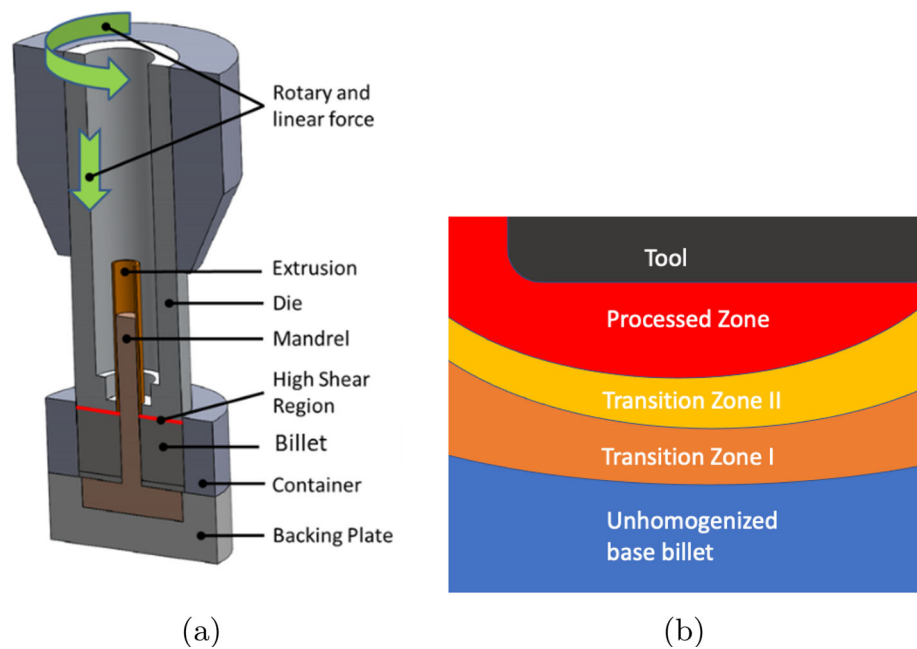 Rotary and
linear force
Extrusion
Die
Mandrel
High Shear
Region
Billet
Container
Backing Plate
(a)
Tool
Processed Zone
Transition Zone II
Transition Zone I
Unhomogenized
base billet
(b)